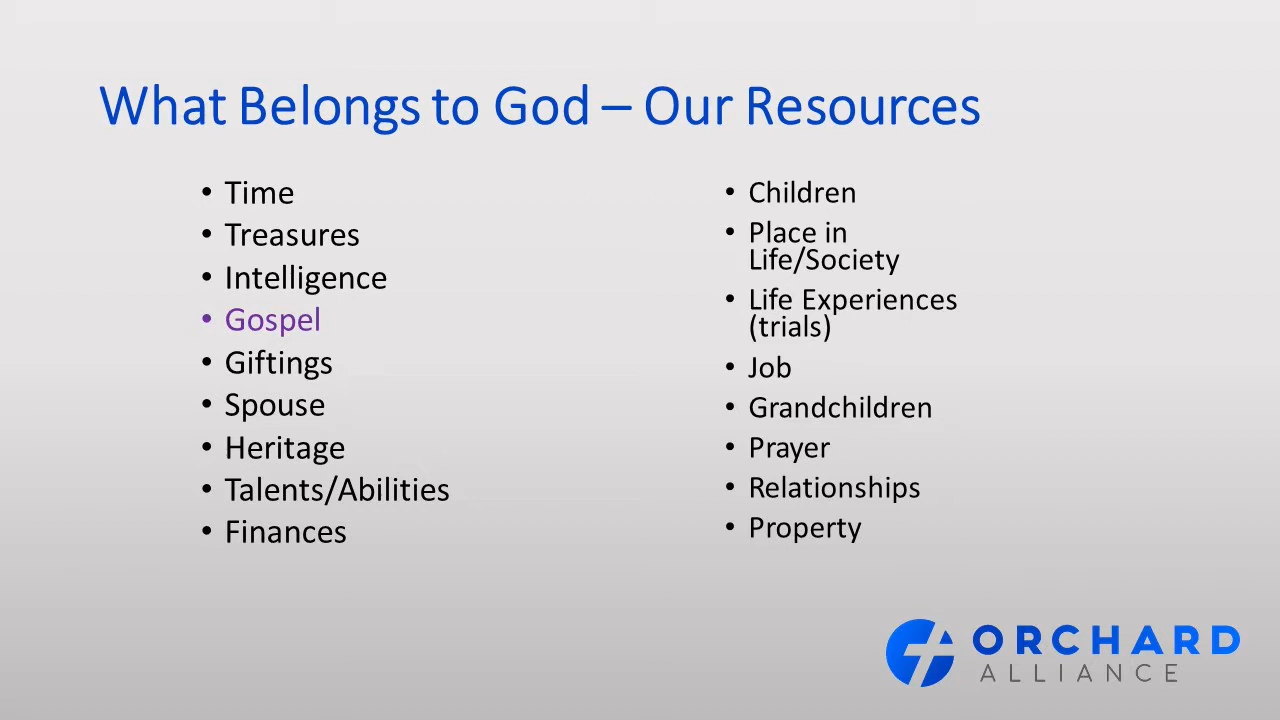 What Belongs to God – Our Resources
• Time
• Treasures
• Intelligence
• Gospel
• Giftings
• Spouse
• Heritage
• Talents/Abilities
• Finances
• Children
• Place in
Life/Society
• Life Experiences
(trials)
• Job
• Grandchildren
• Prayer
• Relationships
• Property
ORCHARD
ALLIANCE